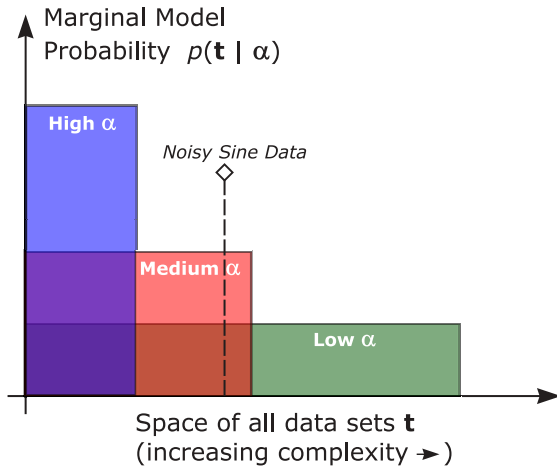 Marginal Model
Probability p(t | α)
High α
Noisy Sine Data
Medium α
Low α
Space of all data sets t
(increasing complexity →)